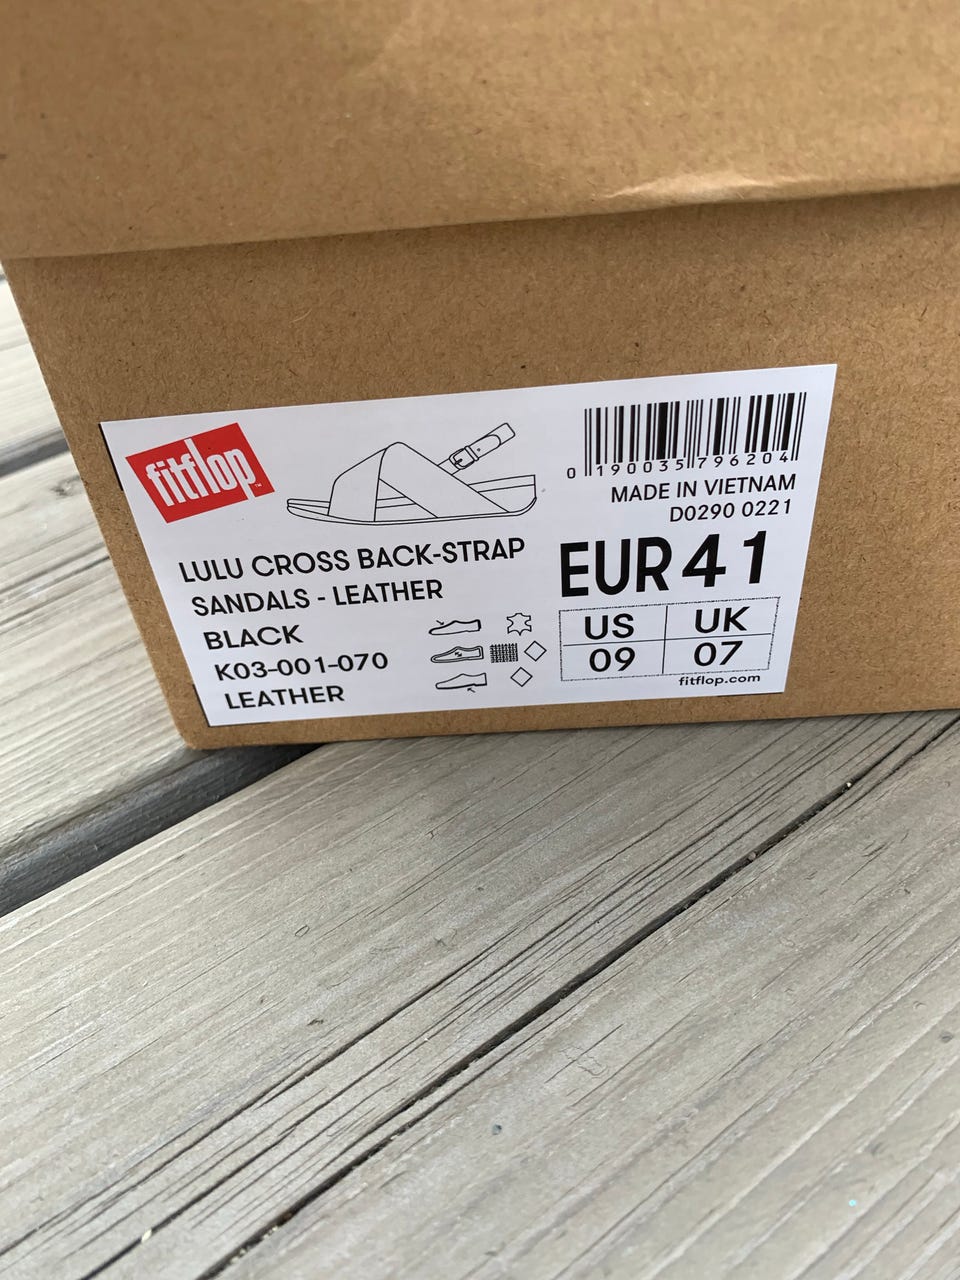 fitflop™
LULU CROSS BACK-STRAP
SANDALS - LEATHER
BLACK
K03-001-070
LEATHER
0 190035 796204
MADE IN VIETNAM
D0290 0221
EUR 41
US UK
09 07
fitflop.com